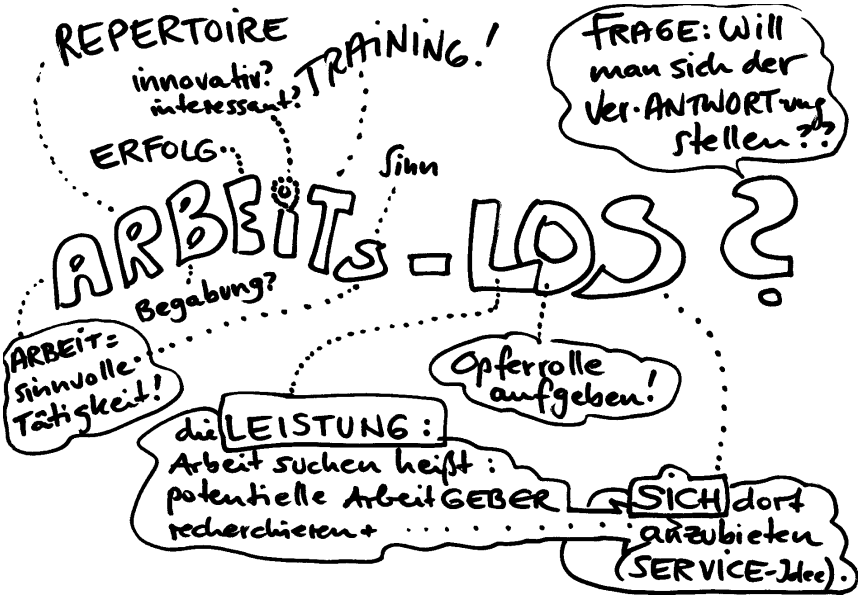 REPERTOIRE
innovativ?
interessant?
TRAiNiNG!
ERFOLG
Sinn
FRAGE: Will
man sich der
Ver.ANTWORTung
stellen??
ARBEiTs-LOS?
Begabung?
ARBEiT=
sinnvolle
Tätigkeit!
Opferrolle
aufgeben!
die LEISTUNG:
Arbeit suchen heißt:
potentielle ArbeitGEBER
recherchieren +
SICH dort
anzubieten
(SERVICE-Idee).